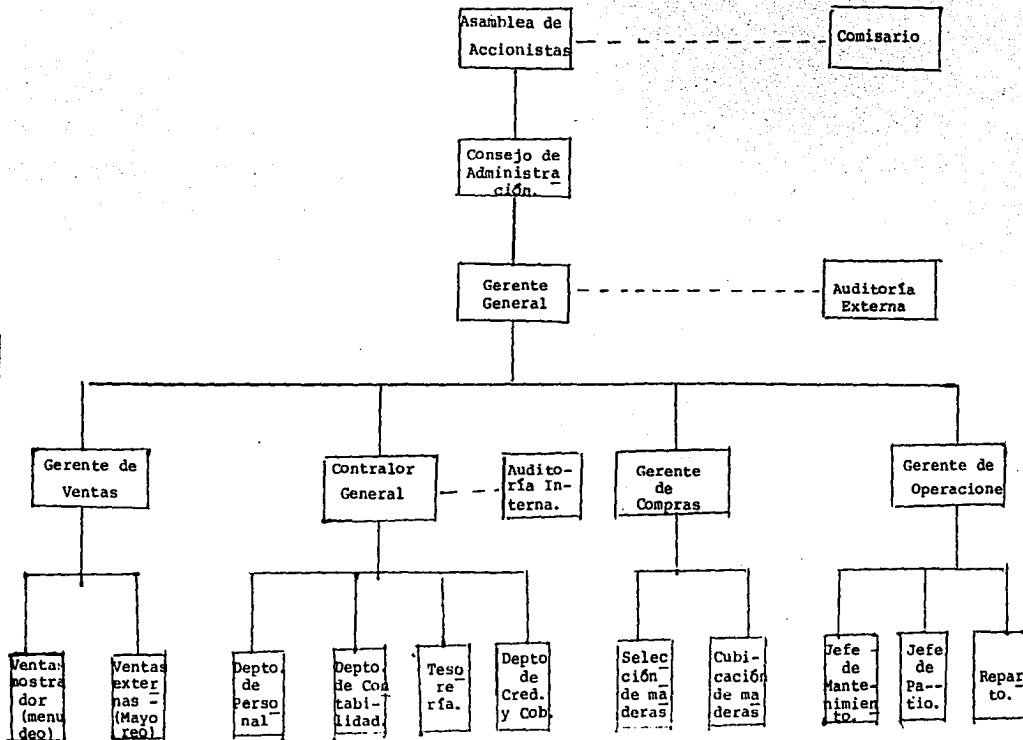 Asamblea de
Accionistas
Comisario
Consejo de
Administra
ción.
Gerente
General
Auditoría
Externa
Gerente de
Ventas
Contralor
General
Audito-
ría In-
terna.
Gerente
de
Compras
Gerente de
Operacione
Ventas
mostra
dor
(menu
deo)
Ventas
exter
nas -
(Mayo
reo)
Depto.
de
Perso
nal
Depto.
de Con
tabi-
lidad.
Teso
re
ría.
Depto
de
Cred.
y Cob.
Selec
ción
de ma
deras
Cubi-
cación
de ma
deras
Jefe -
de
Mante-
nimien
to.
Jefe
de
Pa--
tio.
Repar
to.